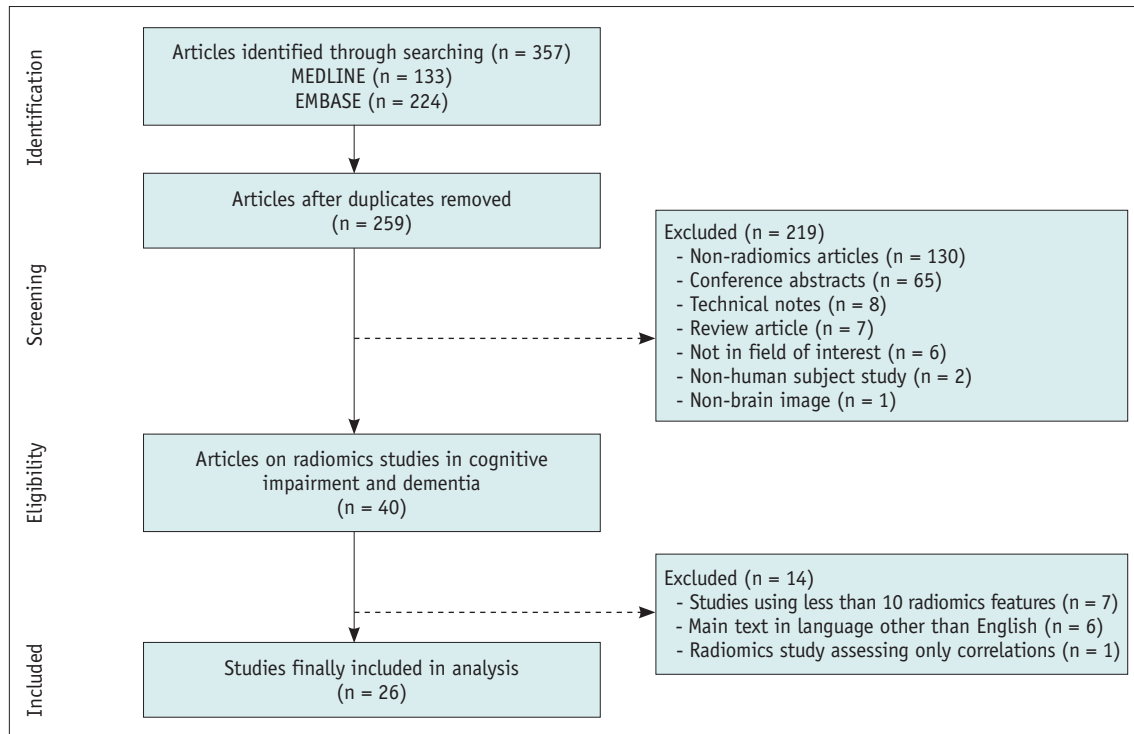 Identification
Articles identified through searching (n = 357)
MEDLINE (n = 133)
EMBASE (n = 224)
Articles after duplicates removed
(n = 259)
Screening
Excluded (n = 219)
- Non-radiomics articles (n = 130)
- Conference abstracts (n = 65)
- Technical notes (n = 8)
- Review article (n = 7)
- Not in field of interest (n = 6)
- Non-human subject study (n = 2)
- Non-brain image (n = 1)
Eligibility
Articles on radiomics studies in cognitive
impairment and dementia
(n = 40)
Excluded (n = 14)
- Studies using less than 10 radiomics features (n = 7)
- Main text in language other than English (n = 6)
- Radiomics study assessing only correlations (n = 1)
Included
Studies finally included in analysis
(n = 26)